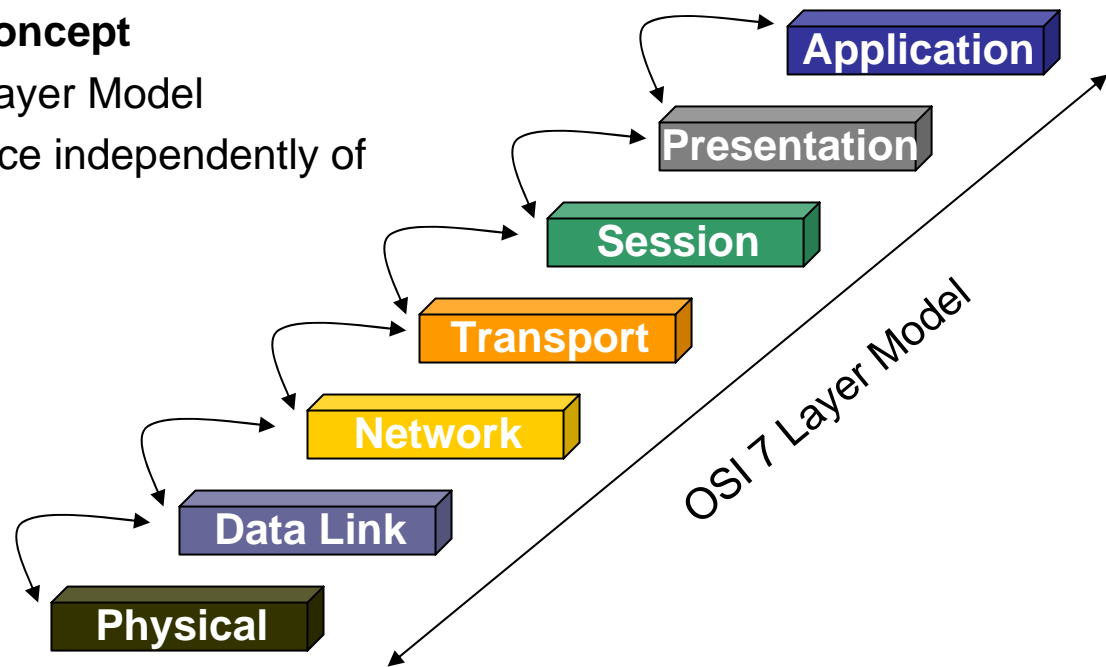 oncept
ayer Model
ce independently of
Application
Presentation
Session
Transport
Network
Data Link
Physical
OSI 7 Layer Model